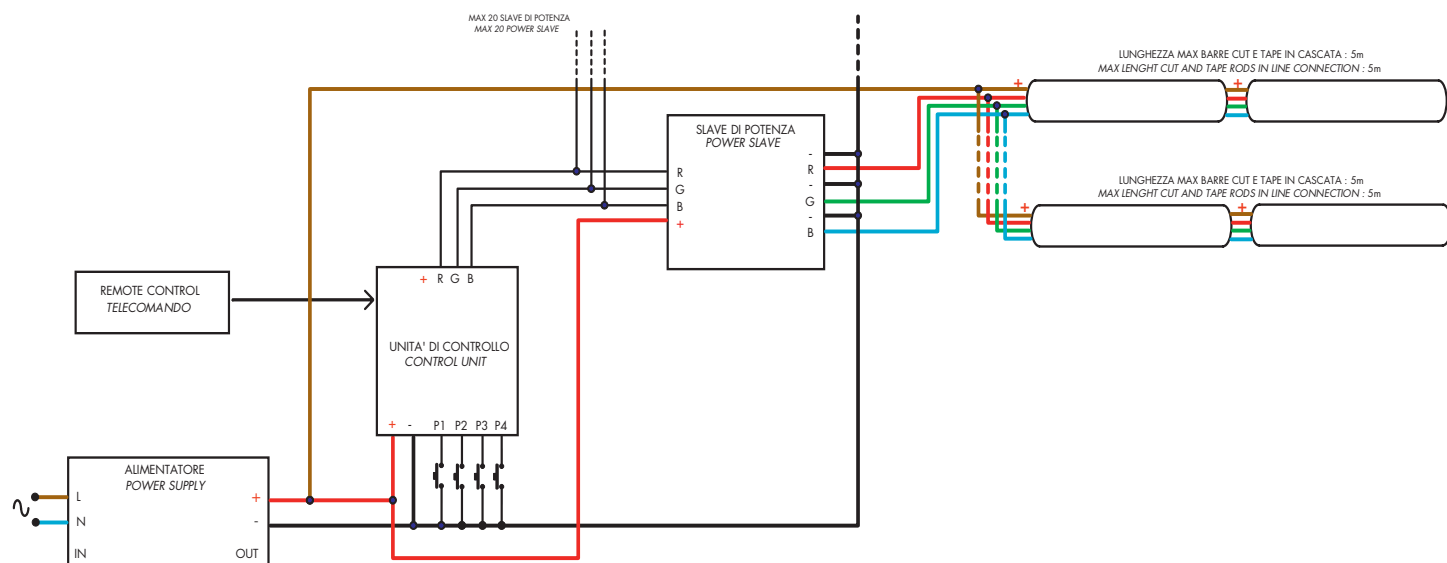 MAX 20 SLAVE DI POTENZA
MAX 20 POWER SLAVE
LUNGHEZZA MAX BARRE CUT E TAPE IN CASCATA : 5m
MAX LENGHT CUT AND TAPE RODS IN LINE CONNECTION : 5m
+
+
SLAVE DI POTENZA
POWER SLAVE
R
G
B
+
-
R
-
G
-
B
LUNGHEZZA MAX BARRE CUT E TAPE IN CASCATA : 5m
MAX LENGHT CUT AND TAPE RODS IN LINE CONNECTION : 5m
+
+
REMOTE CONTROL
TELECOMANDO
+ R G B
UNITA' DI CONTROLLO
CONTROL UNIT
+ - P1 P2 P3 P4
ALIMENTATORE
POWER SUPPLY
L
N
IN
+
-
OUT